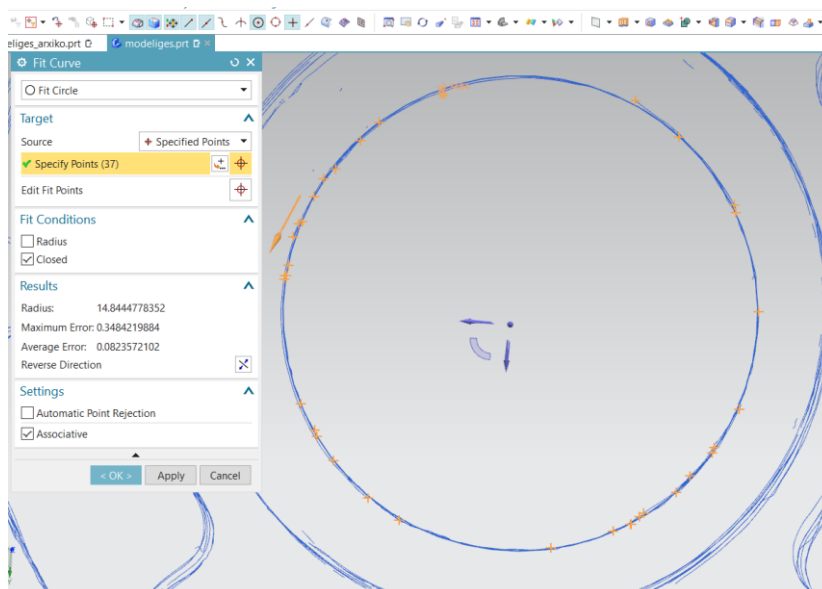 eliges_arxiko.prt
modeliges.prt
Fit Curve
Fit Circle
Target
Source
Specified Points
Specify Points (37)
Edit Fit Points
Fit Conditions
Radius
Closed
Results
Radius: 14.8444778352
Maximum Error: 0.3484219884
Average Error: 0.0823572102
Reverse Direction
Settings
Automatic Point Rejection
Associative
< OK > Apply Cancel